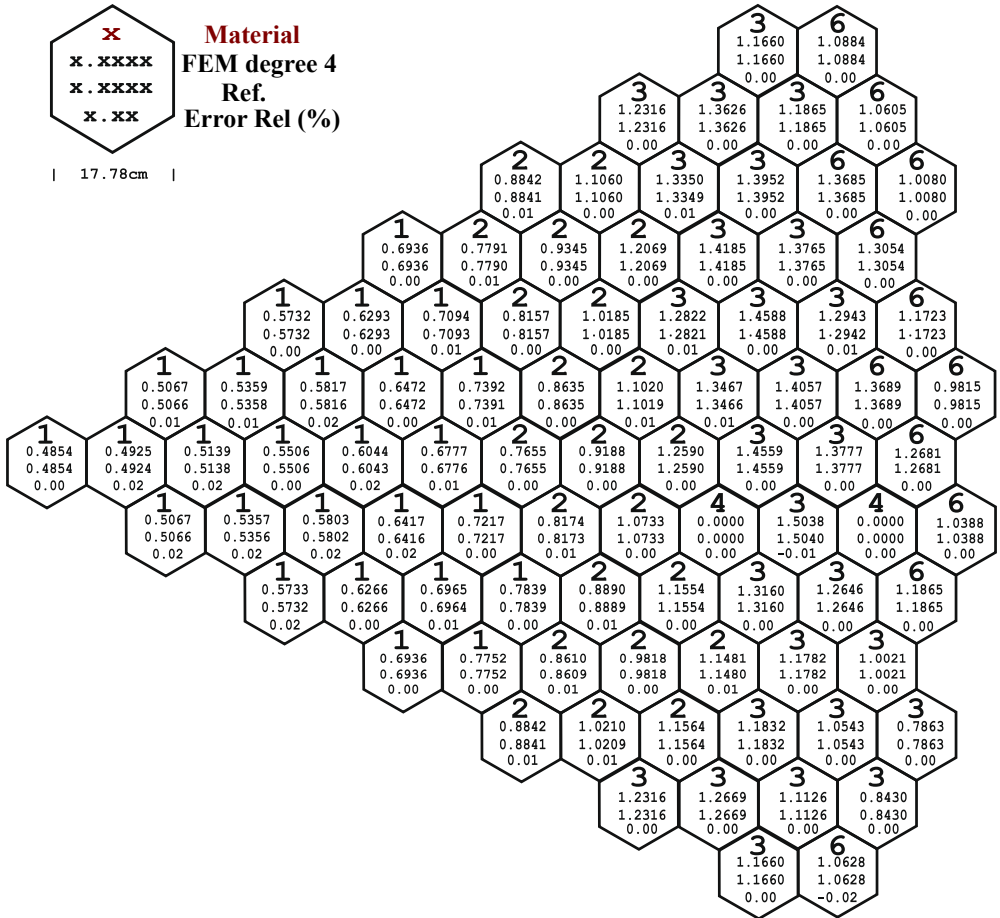 x Material
x.xxxx FEM degree 4
x.xxxx Ref.
x.xx Error Rel (%)
| 17.78cm |
3 6
1.1660 1.0884
1.1660 1.0884
0.00 0.00
3 3 3 6
1.2316 1.3626 1.1865 1.0605
1.2316 1.3626 1.1865 1.0605
0.00 0.00 0.00 0.00
2 2 3 3 6 6
0.8842 1.1060 1.3350 1.3952 1.3685 1.0080
0.8841 1.1060 1.3349 1.3952 1.3685 1.0080
0.01 0.00 0.01 0.00 0.00 0.00
1 2 2 2 3 3 6
0.6936 0.7791 0.9345 1.2069 1.4185 1.3765 1.3054
0.6936 0.7790 0.9345 1.2069 1.4185 1.3765 1.3054
0.00 0.01 0.00 0.00 0.00 0.00 0.00
1 1 1 2 2 3 3 3 6
0.5732 0.6293 0.7094 0.8157 1.0185 1.2822 1.4588 1.2943 1.1723
0.5732 0.6293 0.7093 0.8157 1.0185 1.2821 1.4588 1.2942 1.1723
0.00 0.00 0.01 0.00 0.00 0.01 0.00 0.01 0.00
1 1 1 1 1 2 2 3 3 6 6
0.5067 0.5359 0.5817 0.6472 0.7392 0.8635 1.1020 1.3467 1.4057 1.3689 0.9815
0.5066 0.5358 0.5816 0.6472 0.7391 0.8635 1.1019 1.3466 1.4057 1.3689 0.9815
0.01 0.01 0.02 0.00 0.01 0.00 0.01 0.01 0.00 0.00 0.00
1 1 1 1 1 1 2 2 2 3 3 6
0.4854 0.4925 0.5139 0.5506 0.6044 0.6777 0.7655 0.9188 1.2590 1.4559 1.3777 1.2681
0.4854 0.4924 0.5138 0.5506 0.6043 0.6776 0.7655 0.9188 1.2590 1.4559 1.3777 1.2681
0.00 0.02 0.02 0.00 0.02 0.01 0.00 0.00 0.00 0.00 0.00 0.00
1 1 1 1 1 2 2 4 3 4 6
0.5067 0.5357 0.5803 0.6417 0.7217 0.8174 1.0733 0.0000 1.5038 0.0000 1.0388
0.5066 0.5356 0.5802 0.6416 0.7217 0.8173 1.0733 0.0000 1.5040 0.0000 1.0388
0.02 0.02 0.02 0.02 0.00 0.01 0.00 0.00 -0.01 0.00 0.00
1 1 1 1 2 2 3 3 6
0.5733 0.6266 0.6965 0.7839 0.8890 1.1554 1.3160 1.2646 1.1865
0.5732 0.6266 0.6964 0.7839 0.8889 1.1554 1.3160 1.2646 1.1865
0.02 0.00 0.01 0.00 0.01 0.00 0.00 0.00 0.00
1 1 2 2 2 3 3
0.6936 0.7752 0.8610 0.9818 1.1481 1.1782 1.0021
0.6936 0.7752 0.8609 0.9818 1.1480 1.1782 1.0021
0.00 0.00 0.01 0.00 0.01 0.00 0.00
2 2 2 3 3 3
0.8842 1.0210 1.1564 1.1832 1.0543 0.7863
0.8841 1.0209 1.1564 1.1832 1.0543 0.7863
0.01 0.01 0.00 0.00 0.00 0.00
3 3 3 3
1.2316 1.2669 1.1126 0.8430
1.2316 1.2669 1.1126 0.8430
0.00 0.00 0.00 0.00
3 6
1.1660 1.0628
1.1660 1.0628
0.00 -0.02